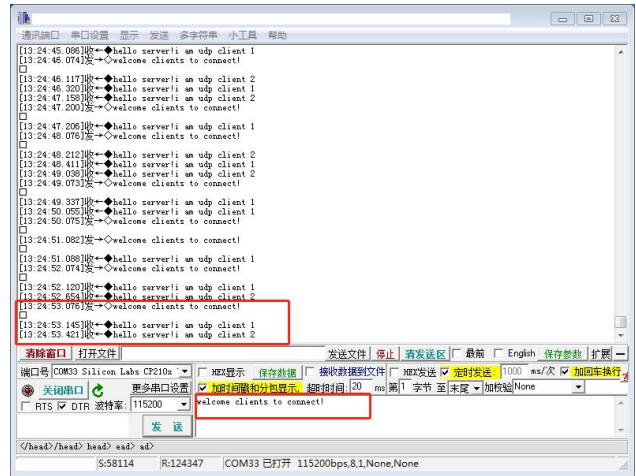 通讯端口 串口设置 显示 发送 多字符串 小工具 帮助
[13:24:45.086]收←◆hello server!i am udp client 1
[13:24:46.074]发→◇welcome clients to connect!
□
[13:24:46.117]收←◆hello server!i am udp client 2
[13:24:46.320]收←◆hello server!i am udp client 1
[13:24:47.158]收←◆hello server!i am udp client 2
[13:24:47.200]发→◇welcome clients to connect!
□
[13:24:47.206]收←◆hello server!i am udp client 1
[13:24:48.076]发→◇welcome clients to connect!
□
[13:24:48.212]收←◆hello server!i am udp client 2
[13:24:48.411]收←◆hello server!i am udp client 1
[13:24:49.038]收←◆hello server!i am udp client 2
[13:24:49.073]发→◇welcome clients to connect!
□
[13:24:49.337]收←◆hello server!i am udp client 1
[13:24:50.055]收←◆hello server!i am udp client 1
[13:24:50.075]发→◇welcome clients to connect!
□
[13:24:51.082]发→◇welcome clients to connect!
□
[13:24:51.088]收←◆hello server!i am udp client 1
[13:24:52.074]发→◇welcome clients to connect!
□
[13:24:52.120]收←◆hello server!i am udp client 1
[13:24:52.654]收←◆hello server!i am udp client 2
[13:24:53.076]发→◇welcome clients to connect!
□
[13:24:53.145]收←◆hello server!i am udp client 1
[13:24:53.421]收←◆hello server!i am udp client 2
清除窗口 打开文件 发送文件 停止 清发送区 最前 English 保存参数 扩展 —
端口号 COM33 Silicon Labs CP210x HEX显示 保存数据 接收数据到文件 HEX发送 定时发送: 1000 ms/次 加回车换行
关闭串口 更多串口设置 加时间戳和分包显示, 超时时间: 20 ms 第1 字节 至 末尾 加校验 None
RTS DTR 波特率: 115200 welcome clients to connect!
发 送
</head>/head> head> ead> ad>
S:58114 R:124347 COM33 已打开 115200bps,8,1,None,None